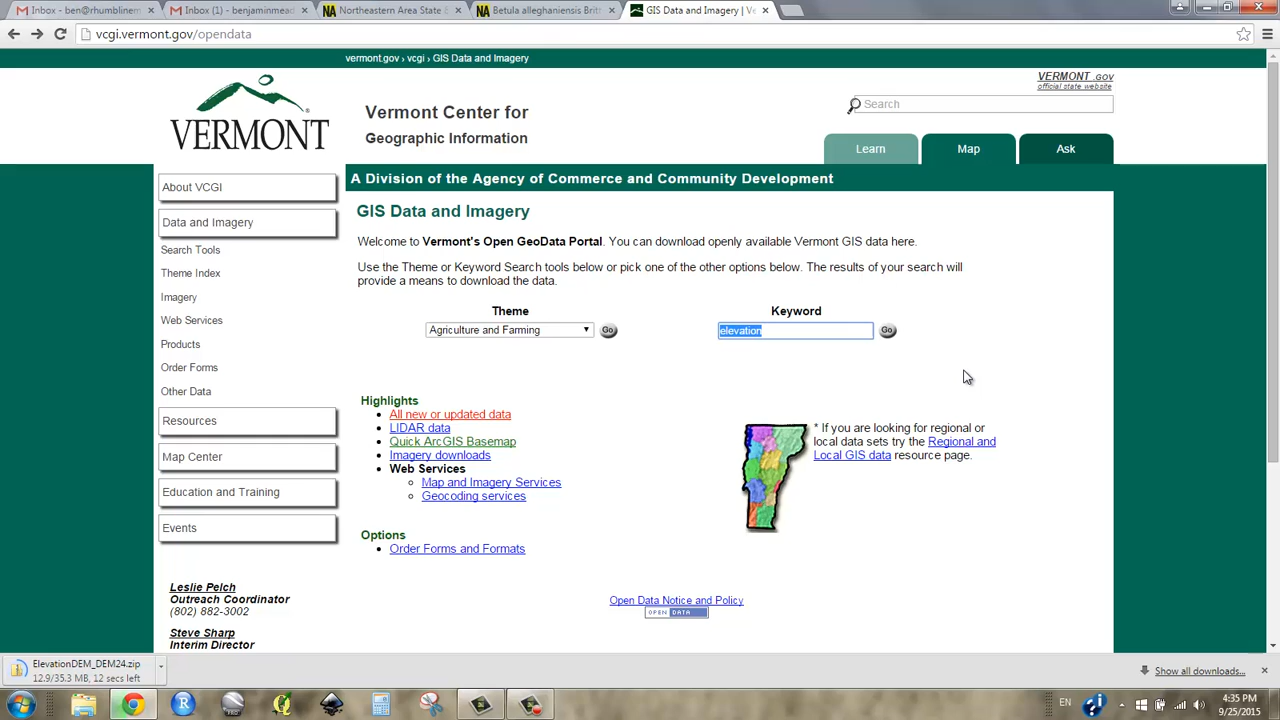 Inbox - ben@rhumblinem
Inbox (1) - benjaminmead
Northeastern Area State &
Betula alleghaniensis Britt
GIS Data and Imagery | Ve
vcgi.vermont.gov/opendata
vermont.gov › vcgi › GIS Data and Imagery
VERMONT .GOV
official state website
VERMONT
Vermont Center for
Geographic Information
Search
Learn
Map
Ask
A Division of the Agency of Commerce and Community Development
About VCGI
Data and Imagery
Search Tools
Theme Index
Imagery
Web Services
Products
Order Forms
Other Data
Resources
Map Center
Education and Training
Events
Leslie Pelch
Outreach Coordinator
(802) 882-3002
Steve Sharp
Interim Director
GIS Data and Imagery
Welcome to Vermont's Open GeoData Portal. You can download openly available Vermont GIS data here.
Use the Theme or Keyword Search tools below or pick one of the other options below. The results of your search will
provide a means to download the data.
Theme
Keyword
Agriculture and Farming
Go
elevation
Go
Highlights
All new or updated data
LIDAR data
Quick ArcGIS Basemap
Imagery downloads
Web Services
Map and Imagery Services
Geocoding services
Options
Order Forms and Formats
* If you are looking for regional or
local data sets try the Regional and
Local GIS data resource page.
Open Data Notice and Policy
OPEN DATA
ElevationDEM_DEM24.zip
12.9/35.3 MB, 12 secs left
Show all downloads...
EN
4:35 PM
9/25/2015